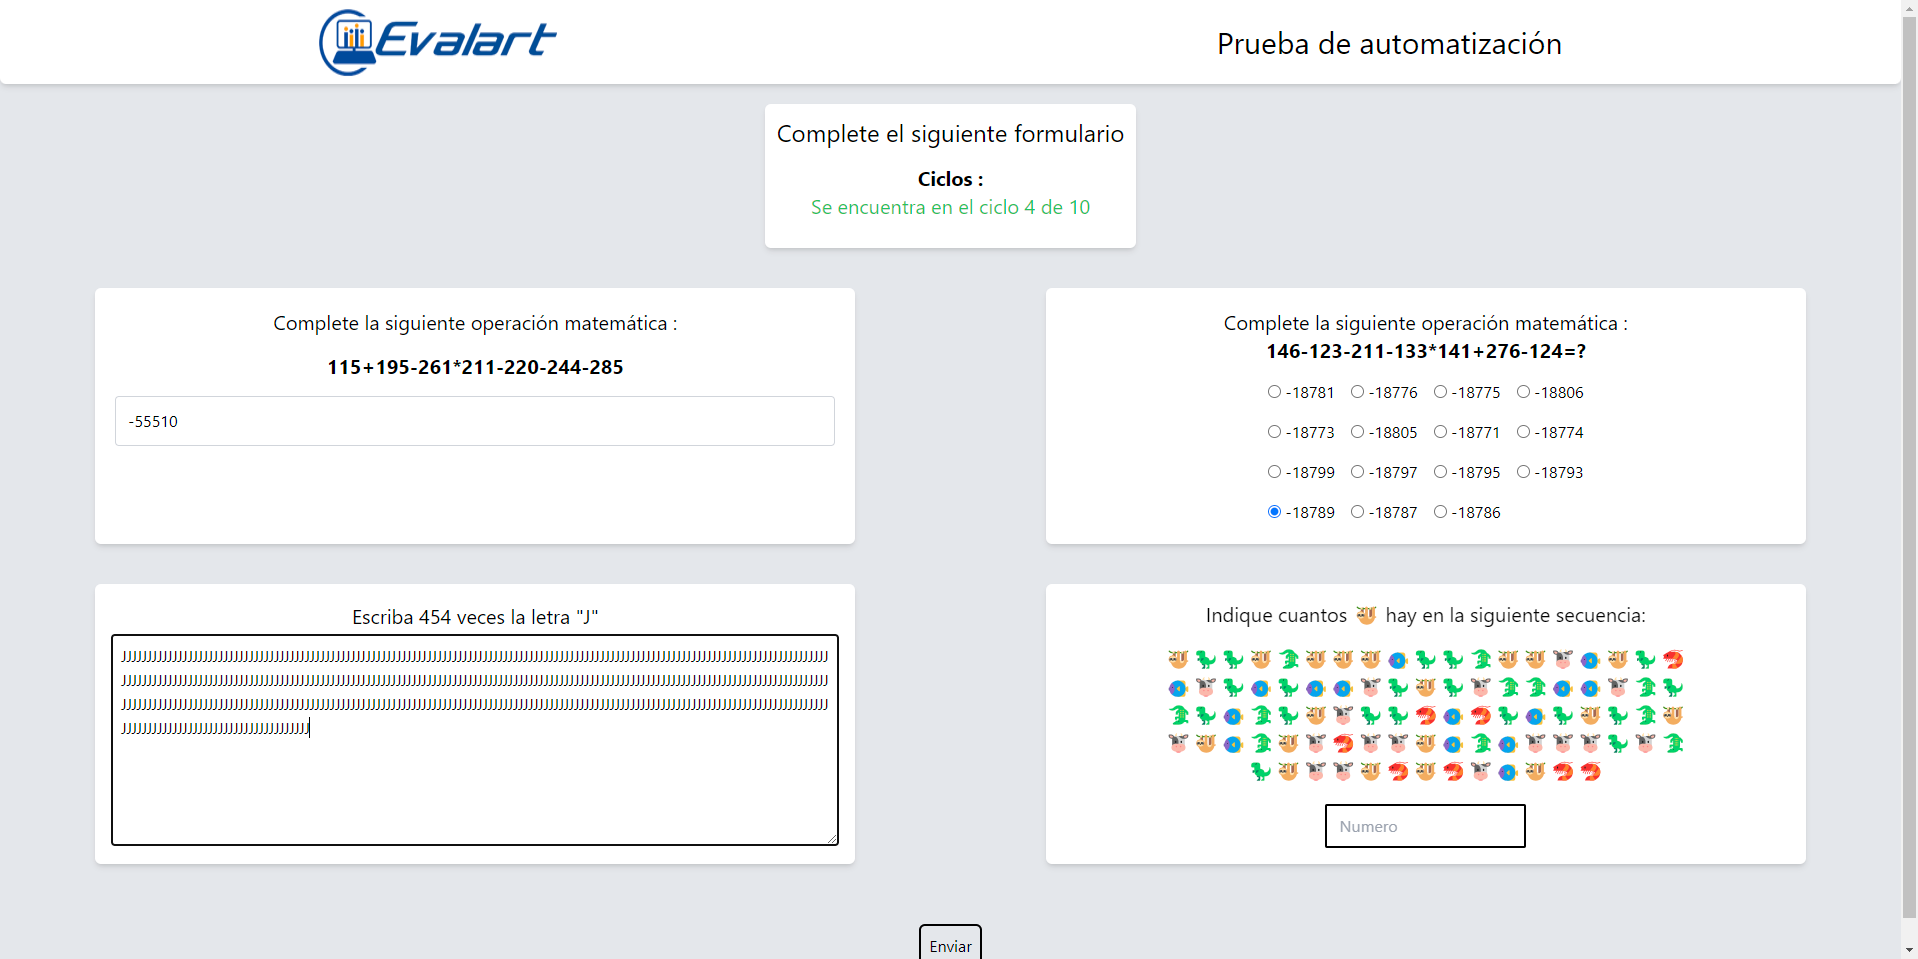 Evalart
Prueba de automatización
Complete el siguiente formulario
Ciclos :
Se encuentra en el ciclo 4 de 10
Complete la siguiente operación matemática :
115+195-261*211-220-244-285
-55510
Complete la siguiente operación matemática :
146-123-211-133*141+276-124=?
-18781 -18776 -18775 -18806
-18773 -18805 -18771 -18774
-18799 -18797 -18795 -18793
-18789 -18787 -18786
Escriba 454 veces la letra "J"
Indique cuantos 🦥 hay en la siguiente secuencia:
Numero
Enviar